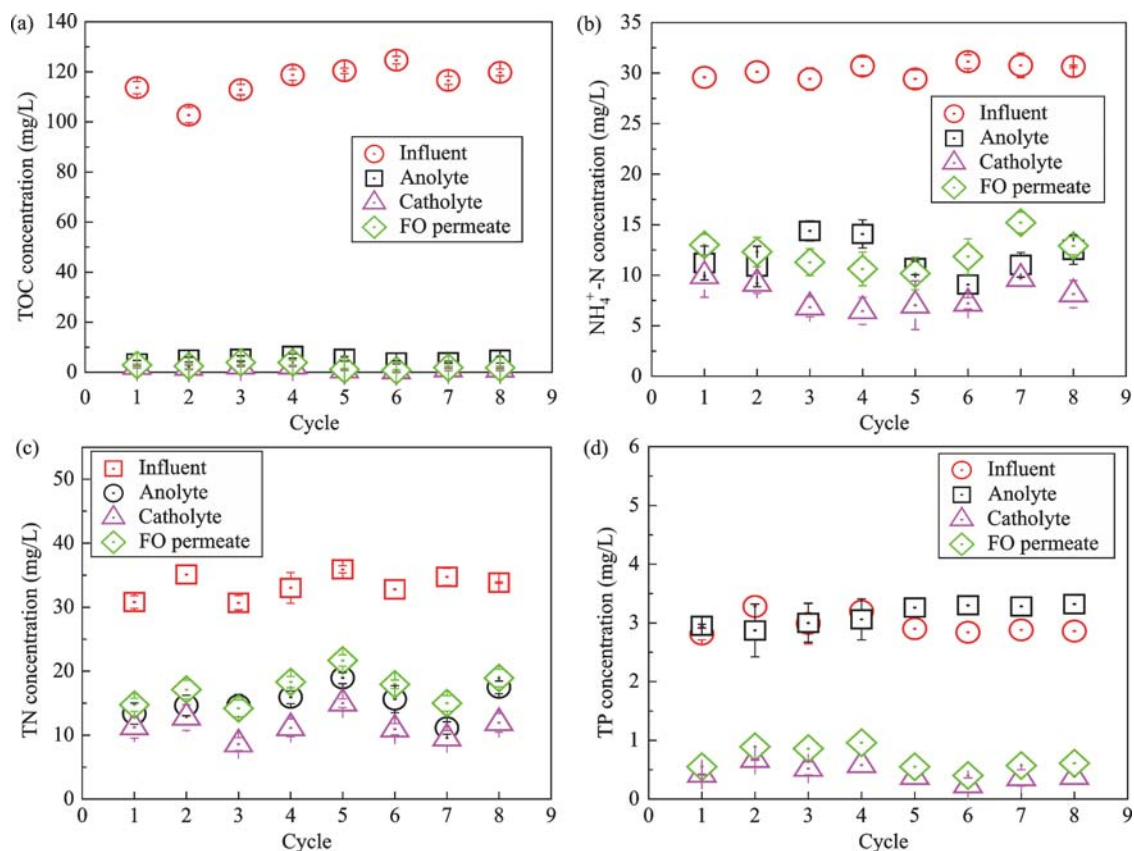 (a)
140
120
100
80
60
40
20
0
TOC concentration (mg/L)
Influent
Anolyte
Catholyte
FO permeate
0 1 2 3 4 5 6 7 8 9
Cycle
(b)
35
30
25
20
15
10
5
0
NH₄⁺-N concentration (mg/L)
Influent
Anolyte
Catholyte
FO permeate
0 1 2 3 4 5 6 7 8 9
Cycle
(c)
50
40
30
20
10
0
TN concentration (mg/L)
Influent
Anolyte
Catholyte
FO permeate
0 1 2 3 4 5 6 7 8 9
Cycle
(d)
6
5
4
3
2
1
0
TP concentration (mg/L)
Influent
Anolyte
Catholyte
FO permeate
0 1 2 3 4 5 6 7 8 9
Cycle